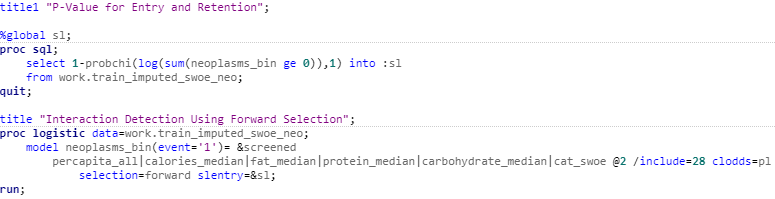 title1 "P-Value for Entry and Retention";
%global sl;
proc sql;
select 1-probchi(log(sum(neoplasms_bin ge 0)),1) into :sl
from work.train_imputed_swoe_neo;
quit;
title "Interaction Detection Using Forward Selection";
proc logistic data=work.train_imputed_swoe_neo;
model neoplasms_bin(event='1')= &screened
percapita_all|calories_median|fat_median|protein_median|carbohydrate_median|cat_swoe @2 /include=28 clodds=pl
selection=forward slentry=&sl;
run;